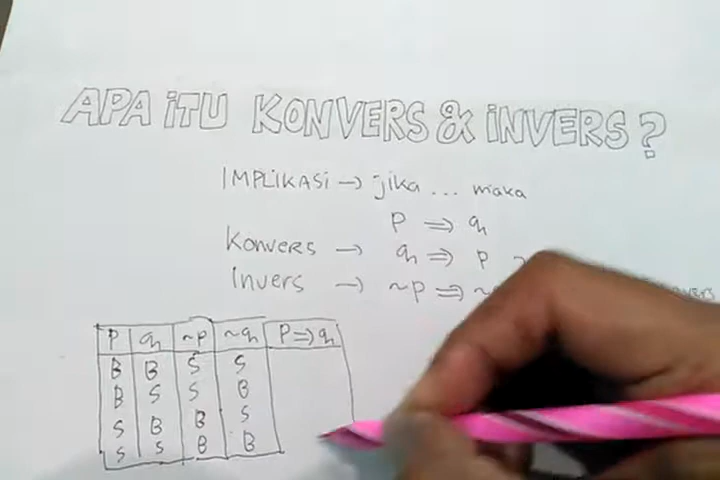 APA iTU KONVERS & iNVERS ?
IMPLIKASI → jika ... maka
P ⇒ q
Konvers → q ⇒ p
Invers → ~p ⇒ ~
P q ~p ~q P ⇒ q
B B S S
B S S B
S B B S
S S B B